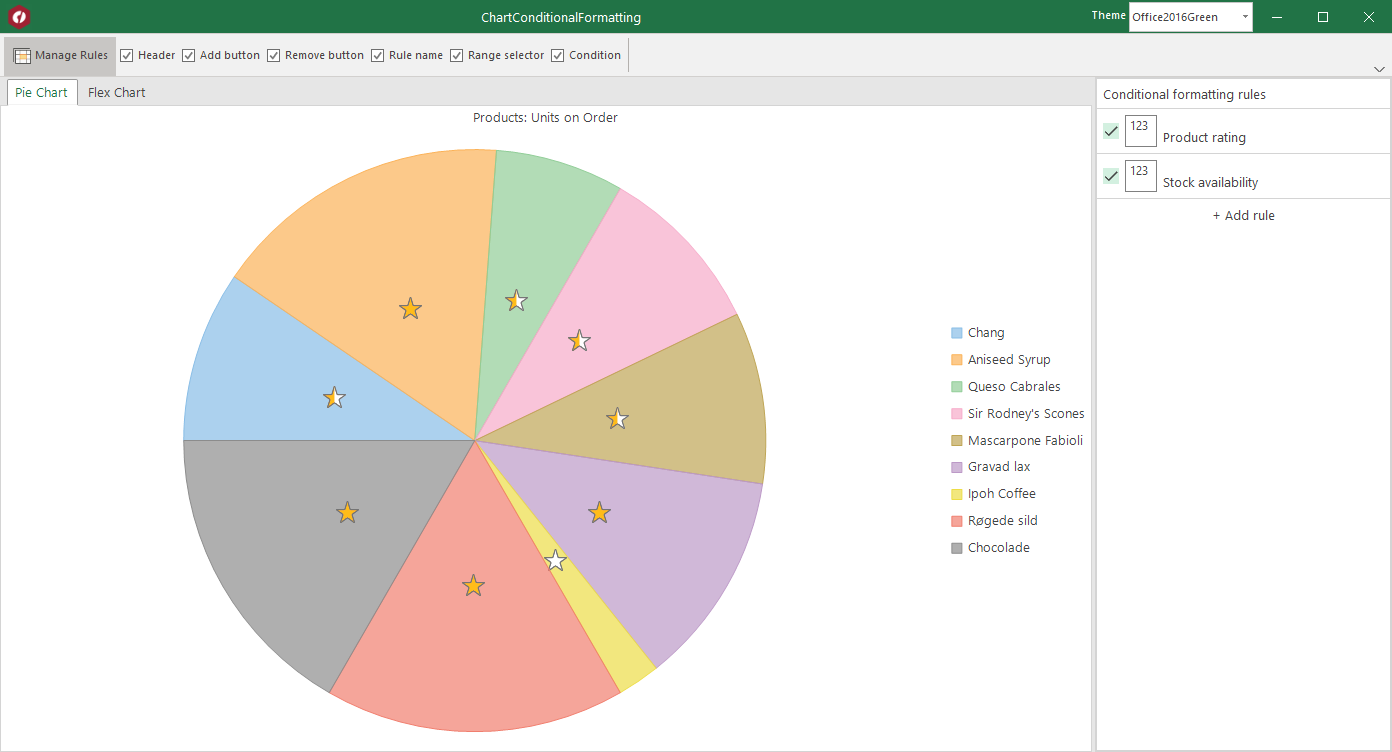 ChartConditionalFormatting
Theme Office2016Green
Manage Rules Header Add button Remove button Rule name Range selector Condition
Pie Chart Flex Chart
Products: Units on Order
Chang
Aniseed Syrup
Queso Cabrales
Sir Rodney's Scones
Mascarpone Fabioli
Gravad lax
Ipoh Coffee
Røgede sild
Chocolade
Conditional formatting rules
123 Product rating
123 Stock availability
+ Add rule